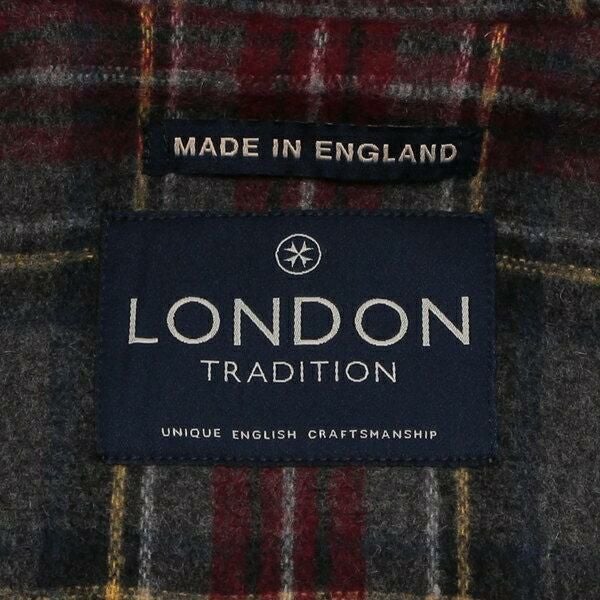 MADE IN ENGLAND
LONDON
TRADITION
UNIQUE ENGLISH CRAFTSMANSHIP